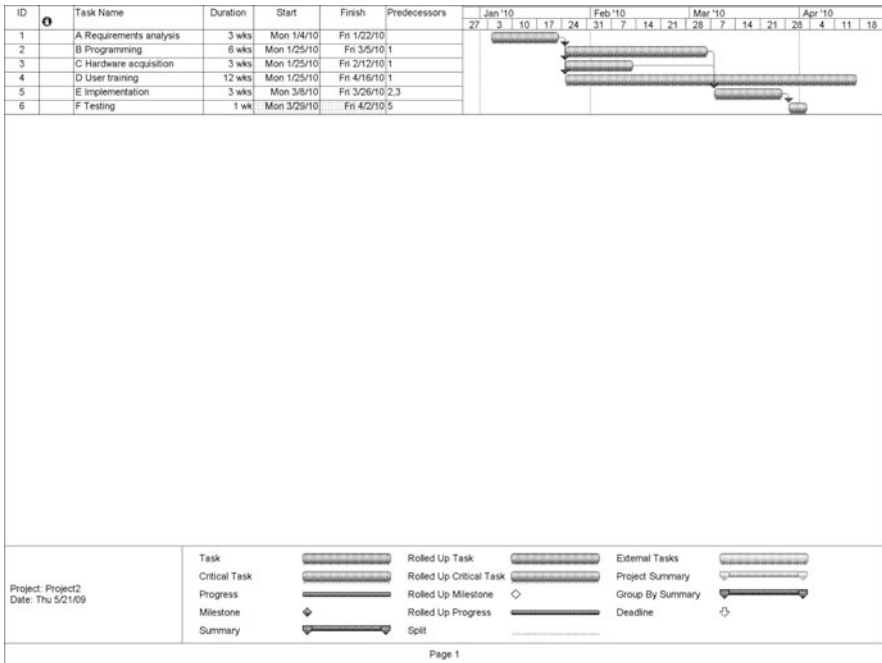 ID Task Name Duration Start Finish Predecessors Jan '10 Feb '10 Mar '10 Apr '10
27 3 10 17 24 31 7 14 21 28 7 14 21 28 4 11 18
1 A Requirements analysis 3 wks Mon 1/4/10 Fri 1/22/10
2 B Programming 6 wks Mon 1/25/10 Fri 3/5/10 1
3 C Hardware acquisition 3 wks Mon 1/25/10 Fri 2/12/10 1
4 D User training 12 wks Mon 1/25/10 Fri 4/16/10 1
5 E Implementation 3 wks Mon 3/8/10 Fri 3/26/10 2,3
6 F Testing 1 wk Mon 3/29/10 Fri 4/2/10 5
Project: Project2
Date: Thu 5/21/09
Task Rolled Up Task External Tasks
Critical Task Rolled Up Critical Task Project Summary
Progress Rolled Up Milestone Group By Summary
Milestone Rolled Up Progress Deadline
Summary Split
Page 1